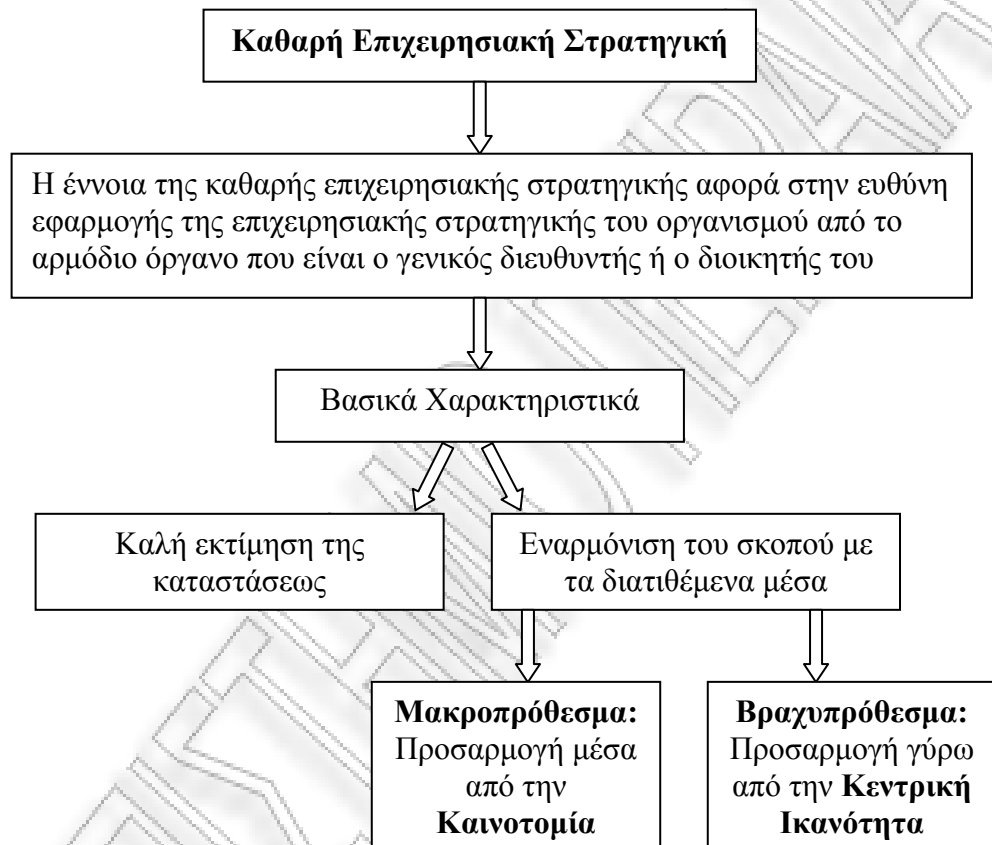 Καθαρή Επιχειρησιακή Στρατηγική
Η έννοια της καθαρής επιχειρησιακής στρατηγικής αφορά στην ευθύνη
εφαρμογής της επιχειρησιακής στρατηγικής του οργανισμού από το
αρμόδιο όργανο που είναι ο γενικός διευθυντής ή ο διοικητής του
Βασικά Χαρακτηριστικά
Καλή εκτίμηση της
καταστάσεως
Εναρμόνιση του σκοπού με
τα διατιθέμενα μέσα
Μακροπρόθεσμα:
Προσαρμογή μέσα
από την
Καινοτομία
Βραχυπρόθεσμα:
Προσαρμογή γύρω
από την Κεντρική
Ικανότητα